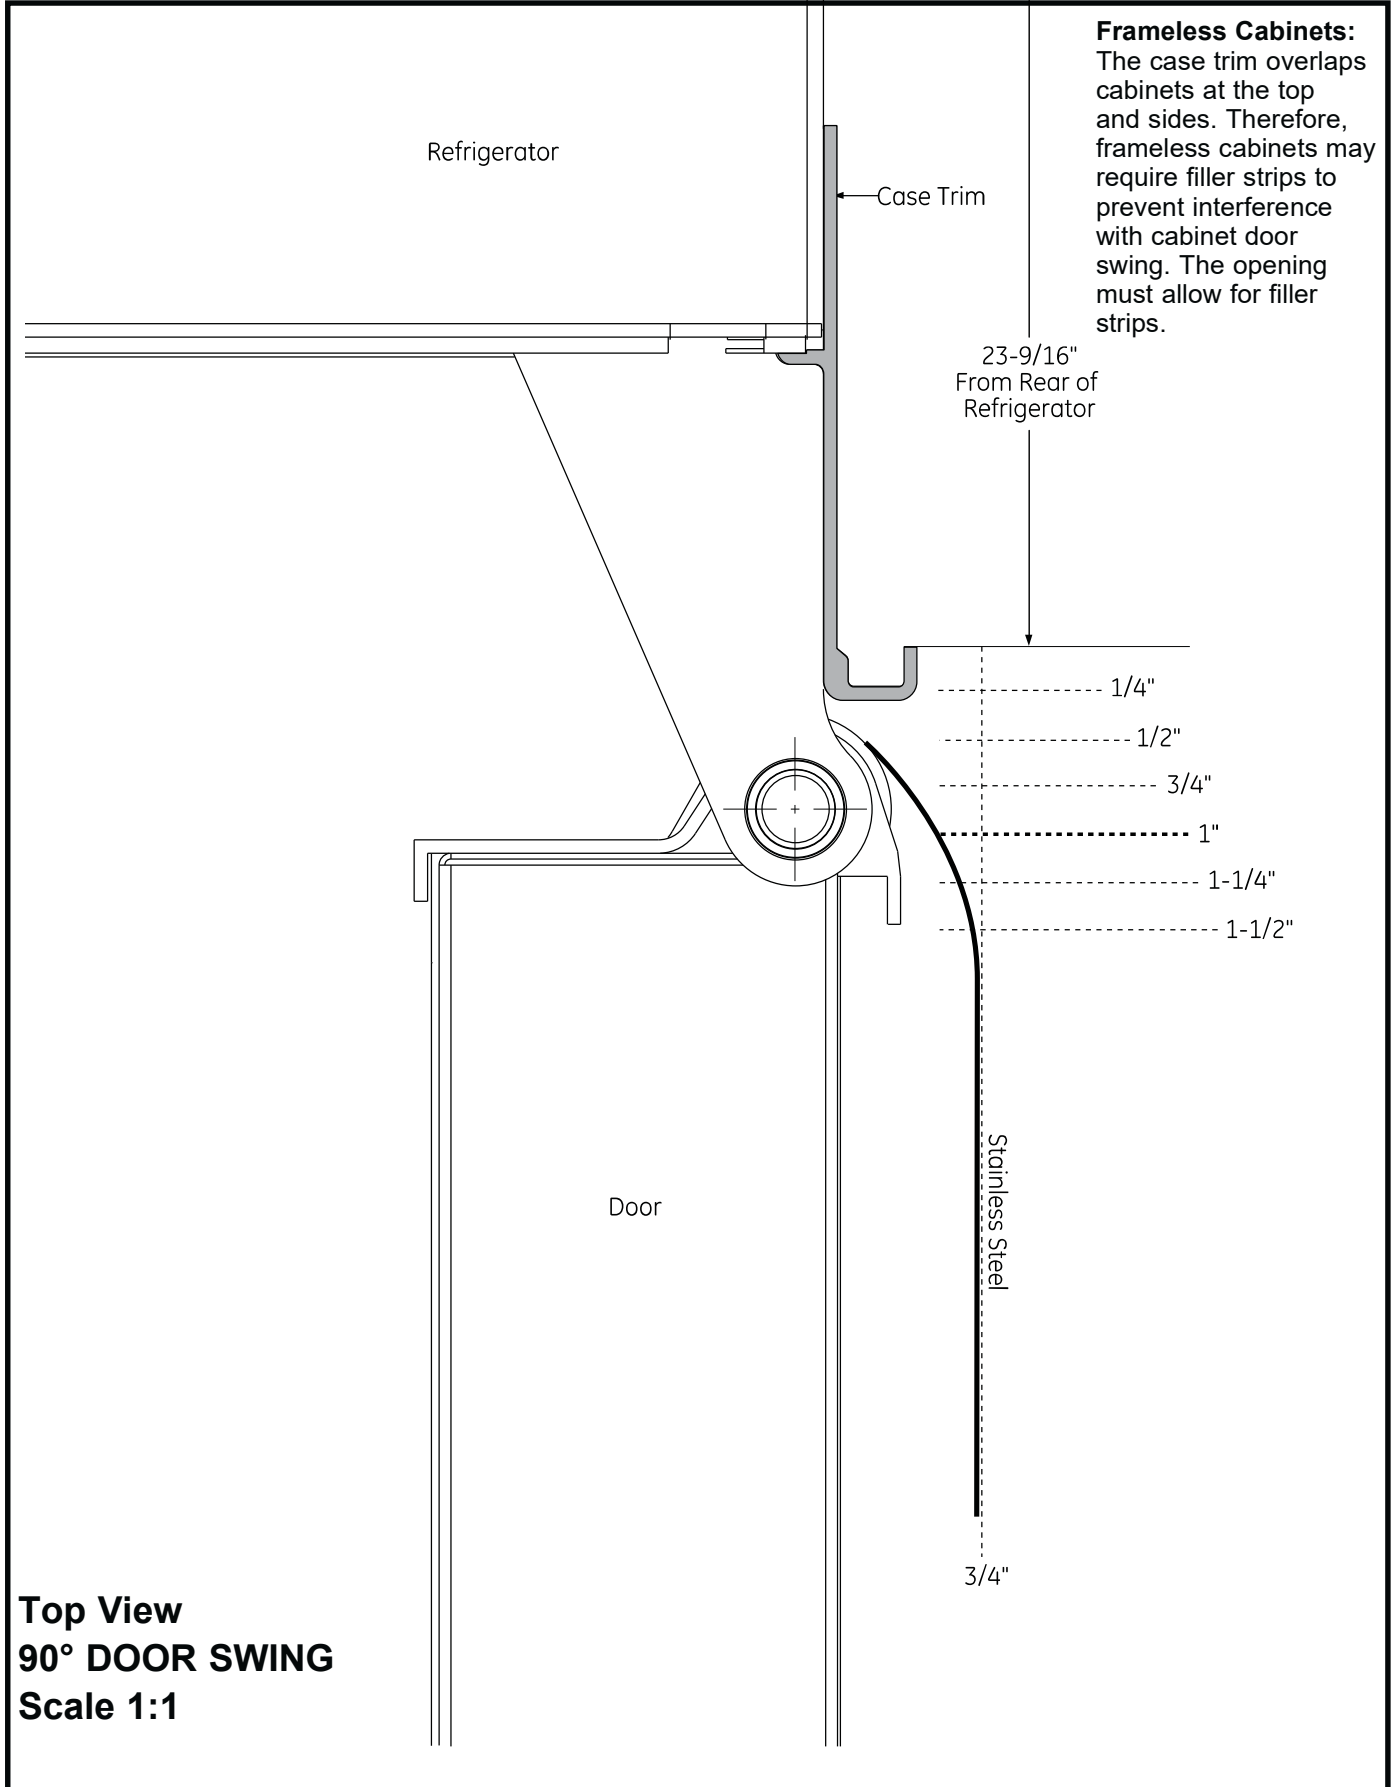 Frameless Cabinets:
The case trim overlaps
cabinets at the top
and sides. Therefore,
frameless cabinets may
require filler strips to
prevent interference
with cabinet door
swing. The opening
must allow for filler
strips.
Refrigerator
Case Trim
23-9/16"
From Rear of
Refrigerator
1/4"
1/2"
3/4"
1"
1-1/4"
1-1/2"
Stainless Steel
Door
3/4"
Top View
90° DOOR SWING
Scale 1:1